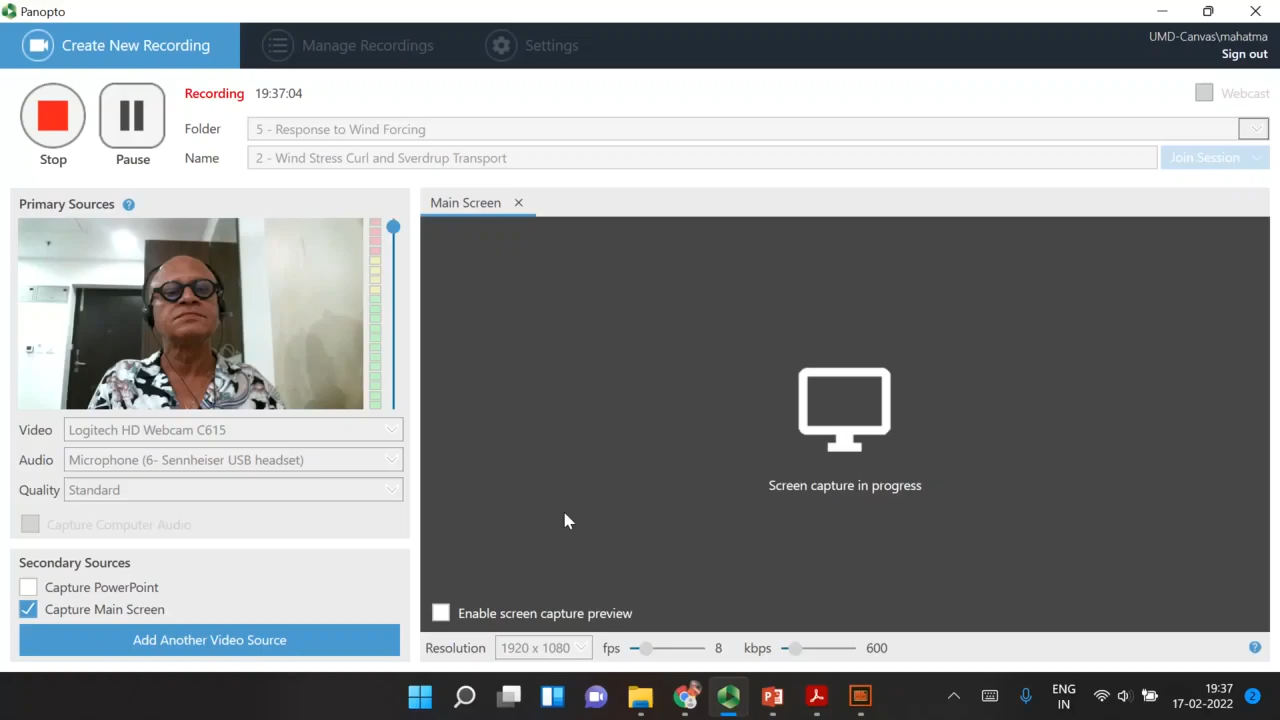 Panopto
Create New Recording
Manage Recordings
Settings
UMD-Canvas\mahatma
Sign out
Recording 19:37:04
Webcast
Folder 5 - Response to Wind Forcing
Name 2 - Wind Stress Curl and Sverdrup Transport
Join Session
Stop Pause
Primary Sources ?
Main Screen
Video Logitech HD Webcam C615
Audio Microphone (6- Sennheiser USB headset)
Quality Standard
Capture Computer Audio
Screen capture in progress
Secondary Sources
Capture PowerPoint
Capture Main Screen
Add Another Video Source
Enable screen capture preview
Resolution 1920 x 1080 fps 8 kbps 600 ?
ENG
IN
19:37
17-02-2022
2